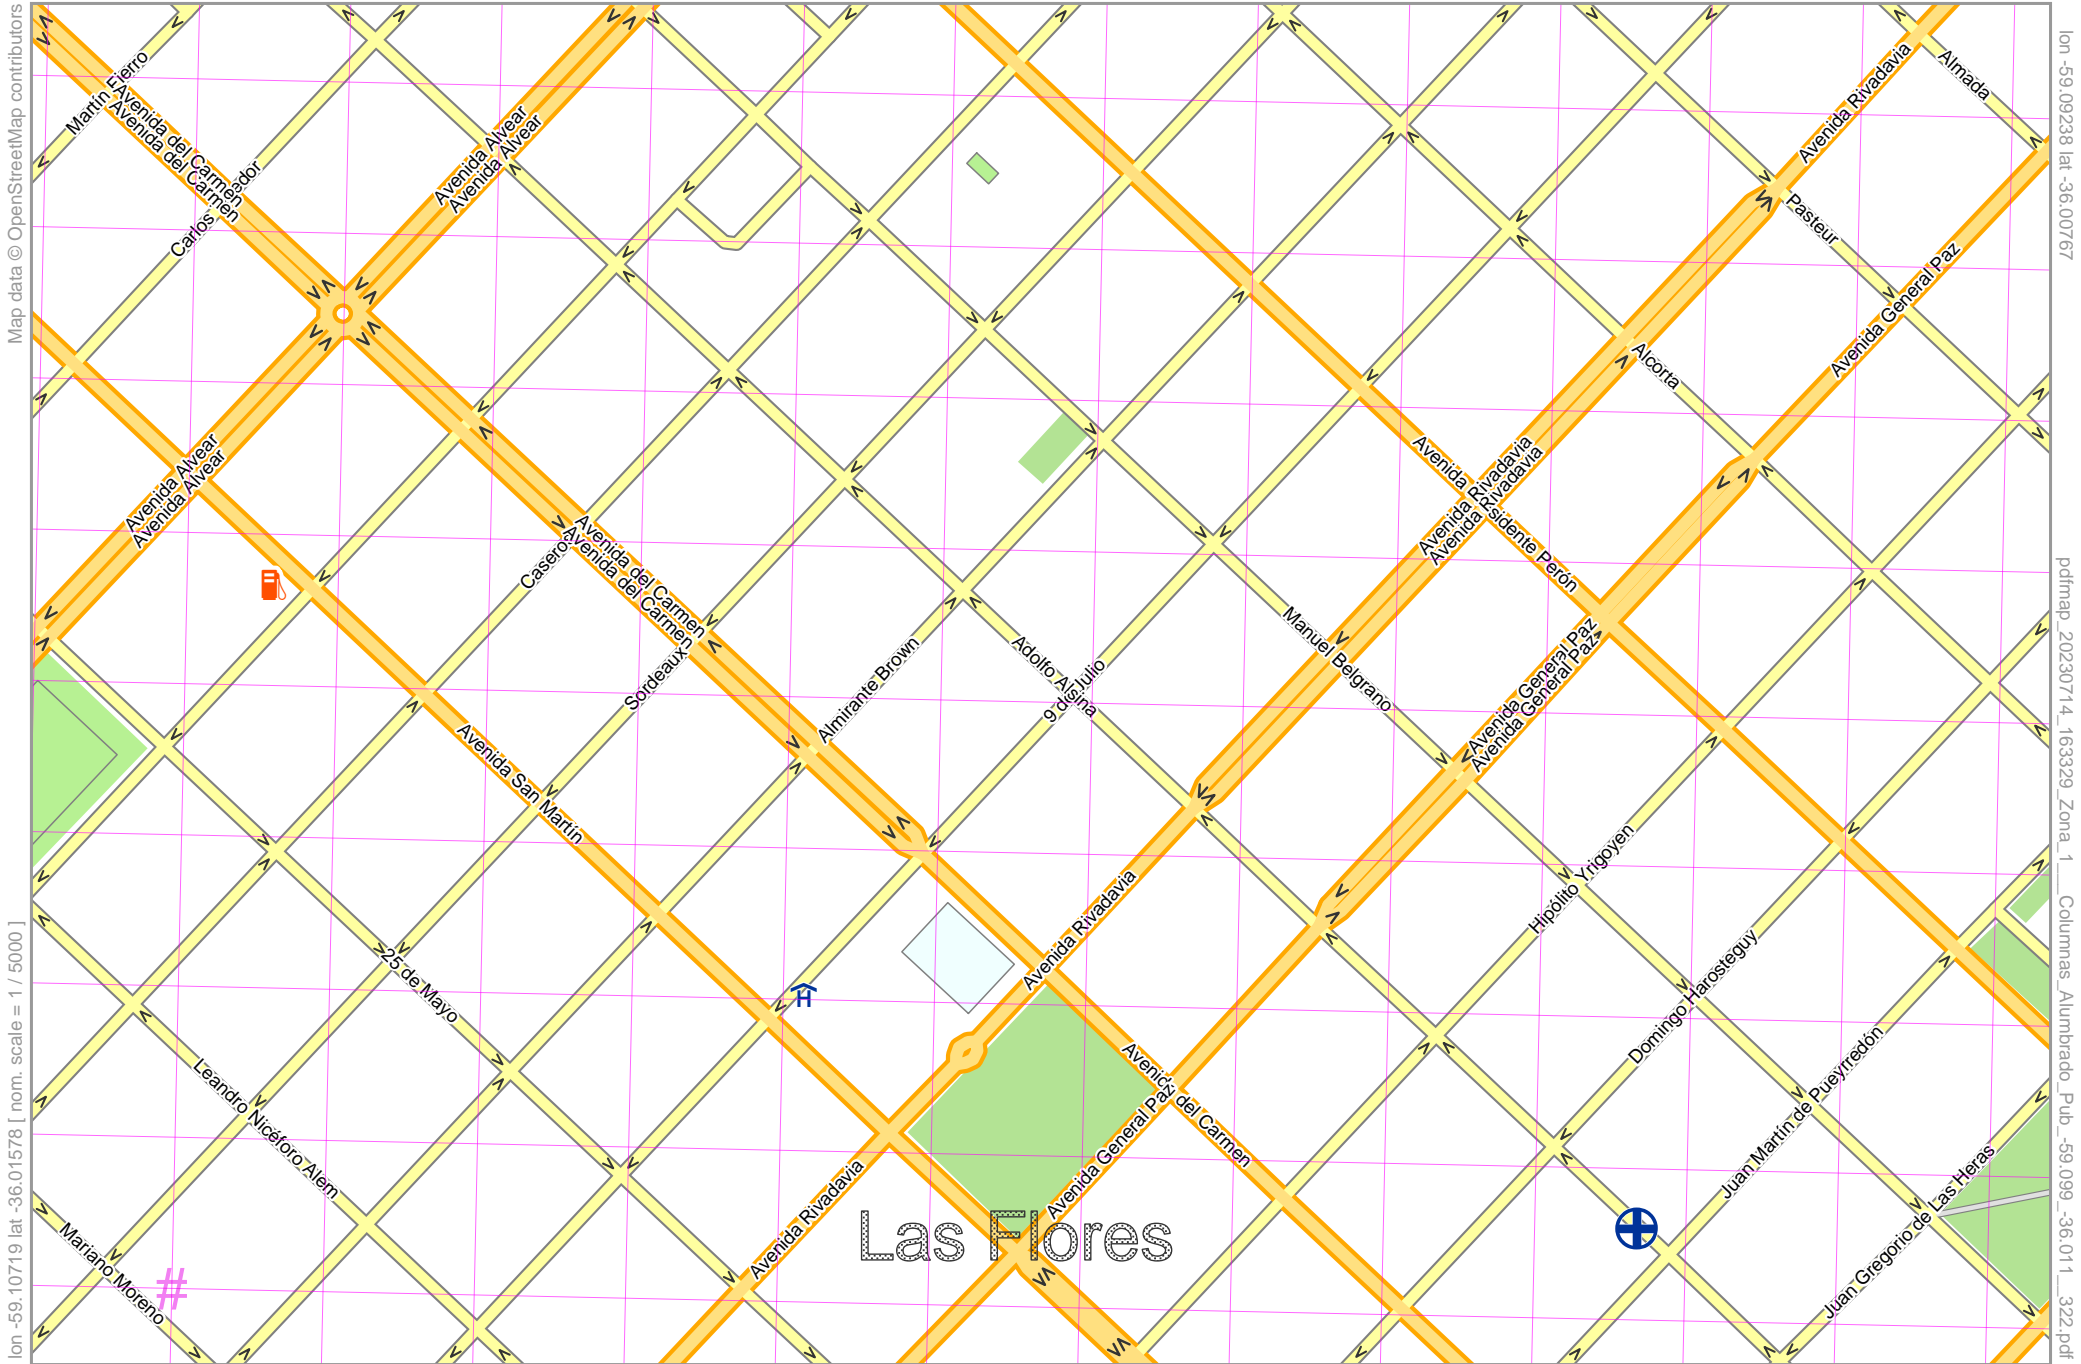 Map data © OpenStreetMap contributors
lon -59.10719 lat -36.01578 [ nom. scale = 1 / 5000 ]
lon -59.09238 lat -36.00767
pdfmap_20230714_163329_Zona_1___Columnas_Alumbrado_Pub_-59.099_-36.011__322.pdf
Martín Fierro
Avenida del Carmen
Avenida del Carmen
Carlos
Avenida Alvear
Avenida Alvear
Almada
Avenida Rivadavia
Pasteur
Avenida General Paz
Alcorta
Avenida Alvear
Avenida Alvear
Avenida
sidente Perón
Avenida Rivadavia
Avenida Rivadavia
Caseros
Avenida del Carmen
Avenida del Carmen
Sordeaux
Almirante Brown
Adolfo Alsina
9 de Julio
Manuel Belgrano
Avenida General Paz
Avenida General Paz
Avenida San Martín
Hipólito Yrigoyen
Avenida Rivadavia
25 de Mayo
H
Domingo Harosteguy
Leandro Nicéforo Alem
Avenida del Carmen
Juan Martín de Pueyrredón
Avenida General Paz
Avenida Rivadavia
Las Flores
Juan Gregorio de Las Heras
Mariano Moreno
#